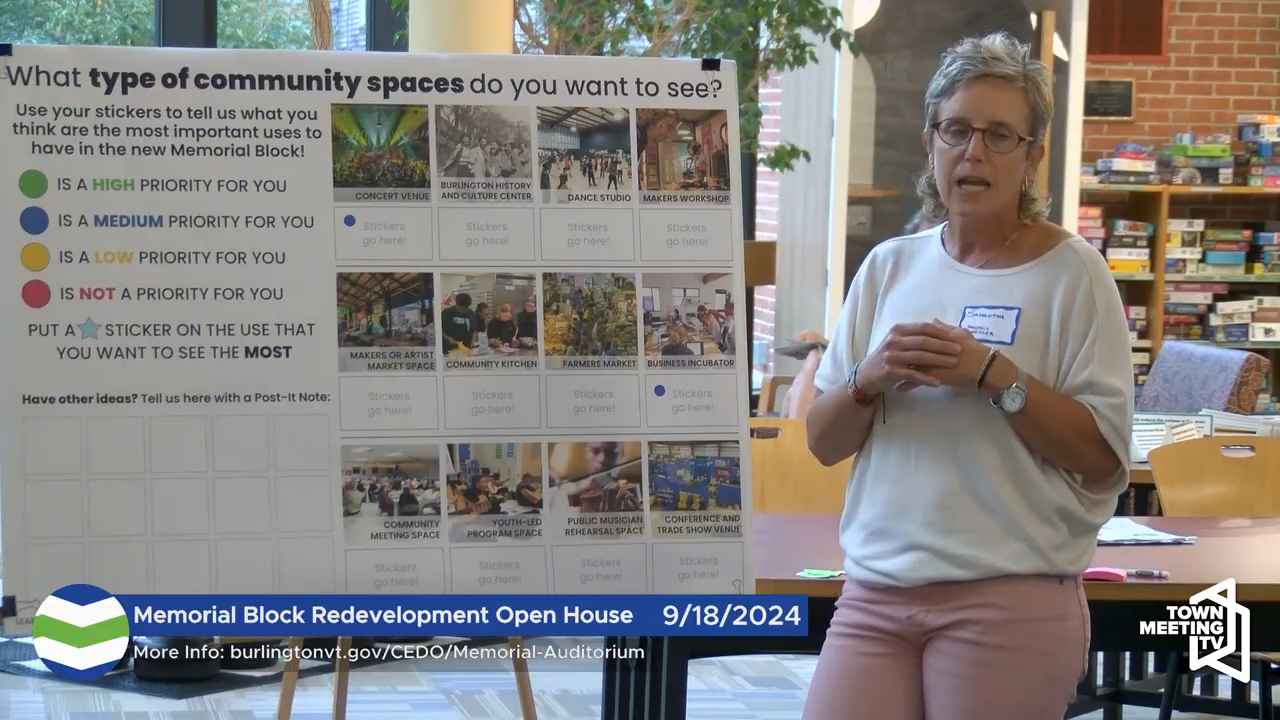 What type of community spaces do you want to see?
Use your stickers to tell us what you
think are the most important uses to
have in the new Memorial Block!
IS A HIGH PRIORITY FOR YOU
IS A MEDIUM PRIORITY FOR YOU
IS A LOW PRIORITY FOR YOU
IS NOT A PRIORITY FOR YOU
PUT A STICKER ON THE USE THAT
YOU WANT TO SEE THE MOST
Have other ideas? Tell us here with a Post-It Note:
CONCERT VENUE
BURLINGTON HISTORY
AND CULTURE CENTER
DANCE STUDIO
MAKERS WORKSHOP
Stickers
go here!
Stickers
go here!
Stickers
go here!
Stickers
go here!
MAKERS OR ARTIST
MARKET SPACE
COMMUNITY KITCHEN
FARMERS MARKET
BUSINESS INCUBATOR
Stickers
go here!
Stickers
go here!
Stickers
go here!
Stickers
go here!
COMMUNITY
MEETING SPACE
YOUTH-LED
PROGRAM SPACE
PUBLIC MUSICIAN
REHEARSAL SPACE
CONFERENCE AND
TRADE SHOW VENUE
Stickers
go here!
Stickers
go here!
Stickers
go here!
Stickers
go here!
SAMANTHA
Memorial Block Redevelopment Open House 9/18/2024
More Info: burlingtonvt.gov/CEDO/Memorial-Auditorium
TOWN
MEETING
TV